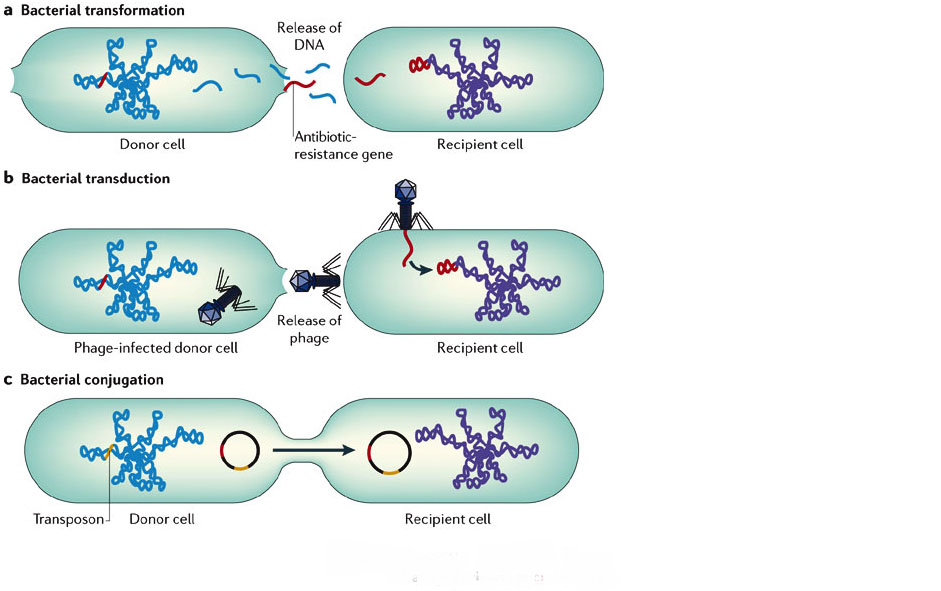 a Bacterial transformation
Release of
DNA
Donor cell
Antibiotic-
resistance gene
Recipient cell
b Bacterial transduction
Release of
phage
Phage-infected donor cell
Recipient cell
c Bacterial conjugation
Transposon
Donor cell
Recipient cell